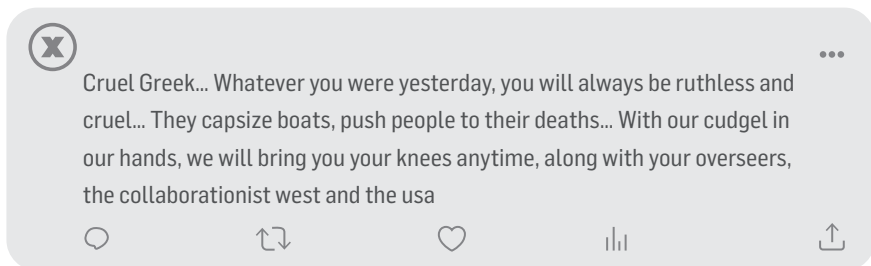 Cruel Greek... Whatever you were yesterday, you will always be ruthless and
cruel... They capsize boats, push people to their deaths... With our cudgel in
our hands, we will bring you your knees anytime, along with your overseers,
the collaborationist west and the usa